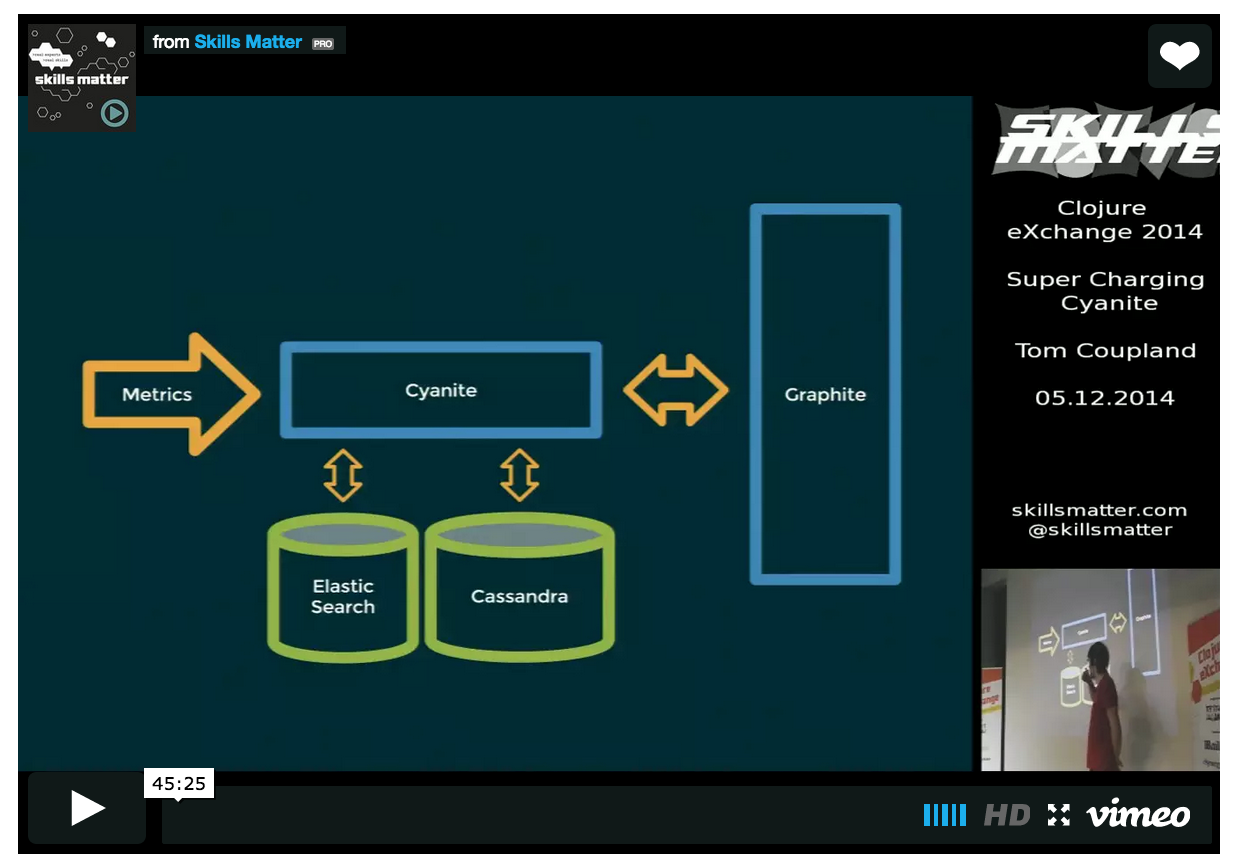 from Skills Matter PRO
skills matter
SKILLS
MATTER
Clojure
eXchange 2014
Super Charging
Cyanite
Tom Coupland
05.12.2014
skillsmatter.com
@skillsmatter
Metrics
Cyanite
Graphite
Elastic
Search
Cassandra
45:25
HD
vimeo